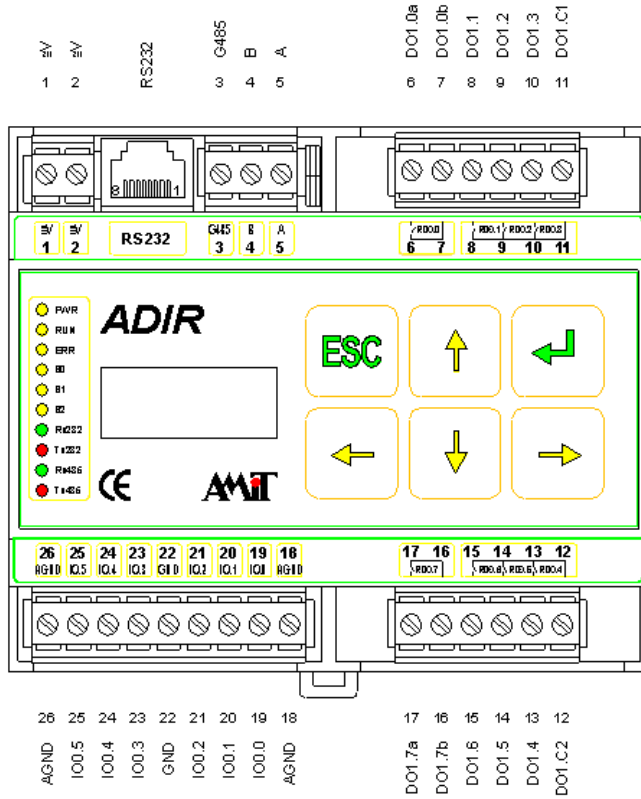 ≂V ≂V RS232 G485 B A DO1.0a DO1.0b DO1.1 DO1.2 DO1.3 DO1.C1
1 2 3 4 5 6 7 8 9 10 11
8 1
≂V ≂V RS232 G485 B A RD0.0 RD0.1 RD0.2 RD0.3
1 2 3 4 5 6 7 8 9 10 11
PWR
RUN
ERR
B0
B1
B2
Rx232
Tx232
Rx485
Tx485
ADIR
ESC
CE AMiT
26 25 24 23 22 21 20 19 18 17 16 15 14 13 12
AGND IO.5 IO.4 IO.3 GND IO.2 IO.1 IO.0 AGND RD0.7 RD0.6 RD0.5 RD0.4
26 25 24 23 22 21 20 19 18 17 16 15 14 13 12
AGND IO0.5 IO0.4 IO0.3 GND IO0.2 IO0.1 IO0.0 AGND DO1.7a DO1.7b DO1.6 DO1.5 DO1.4 DO1.C2